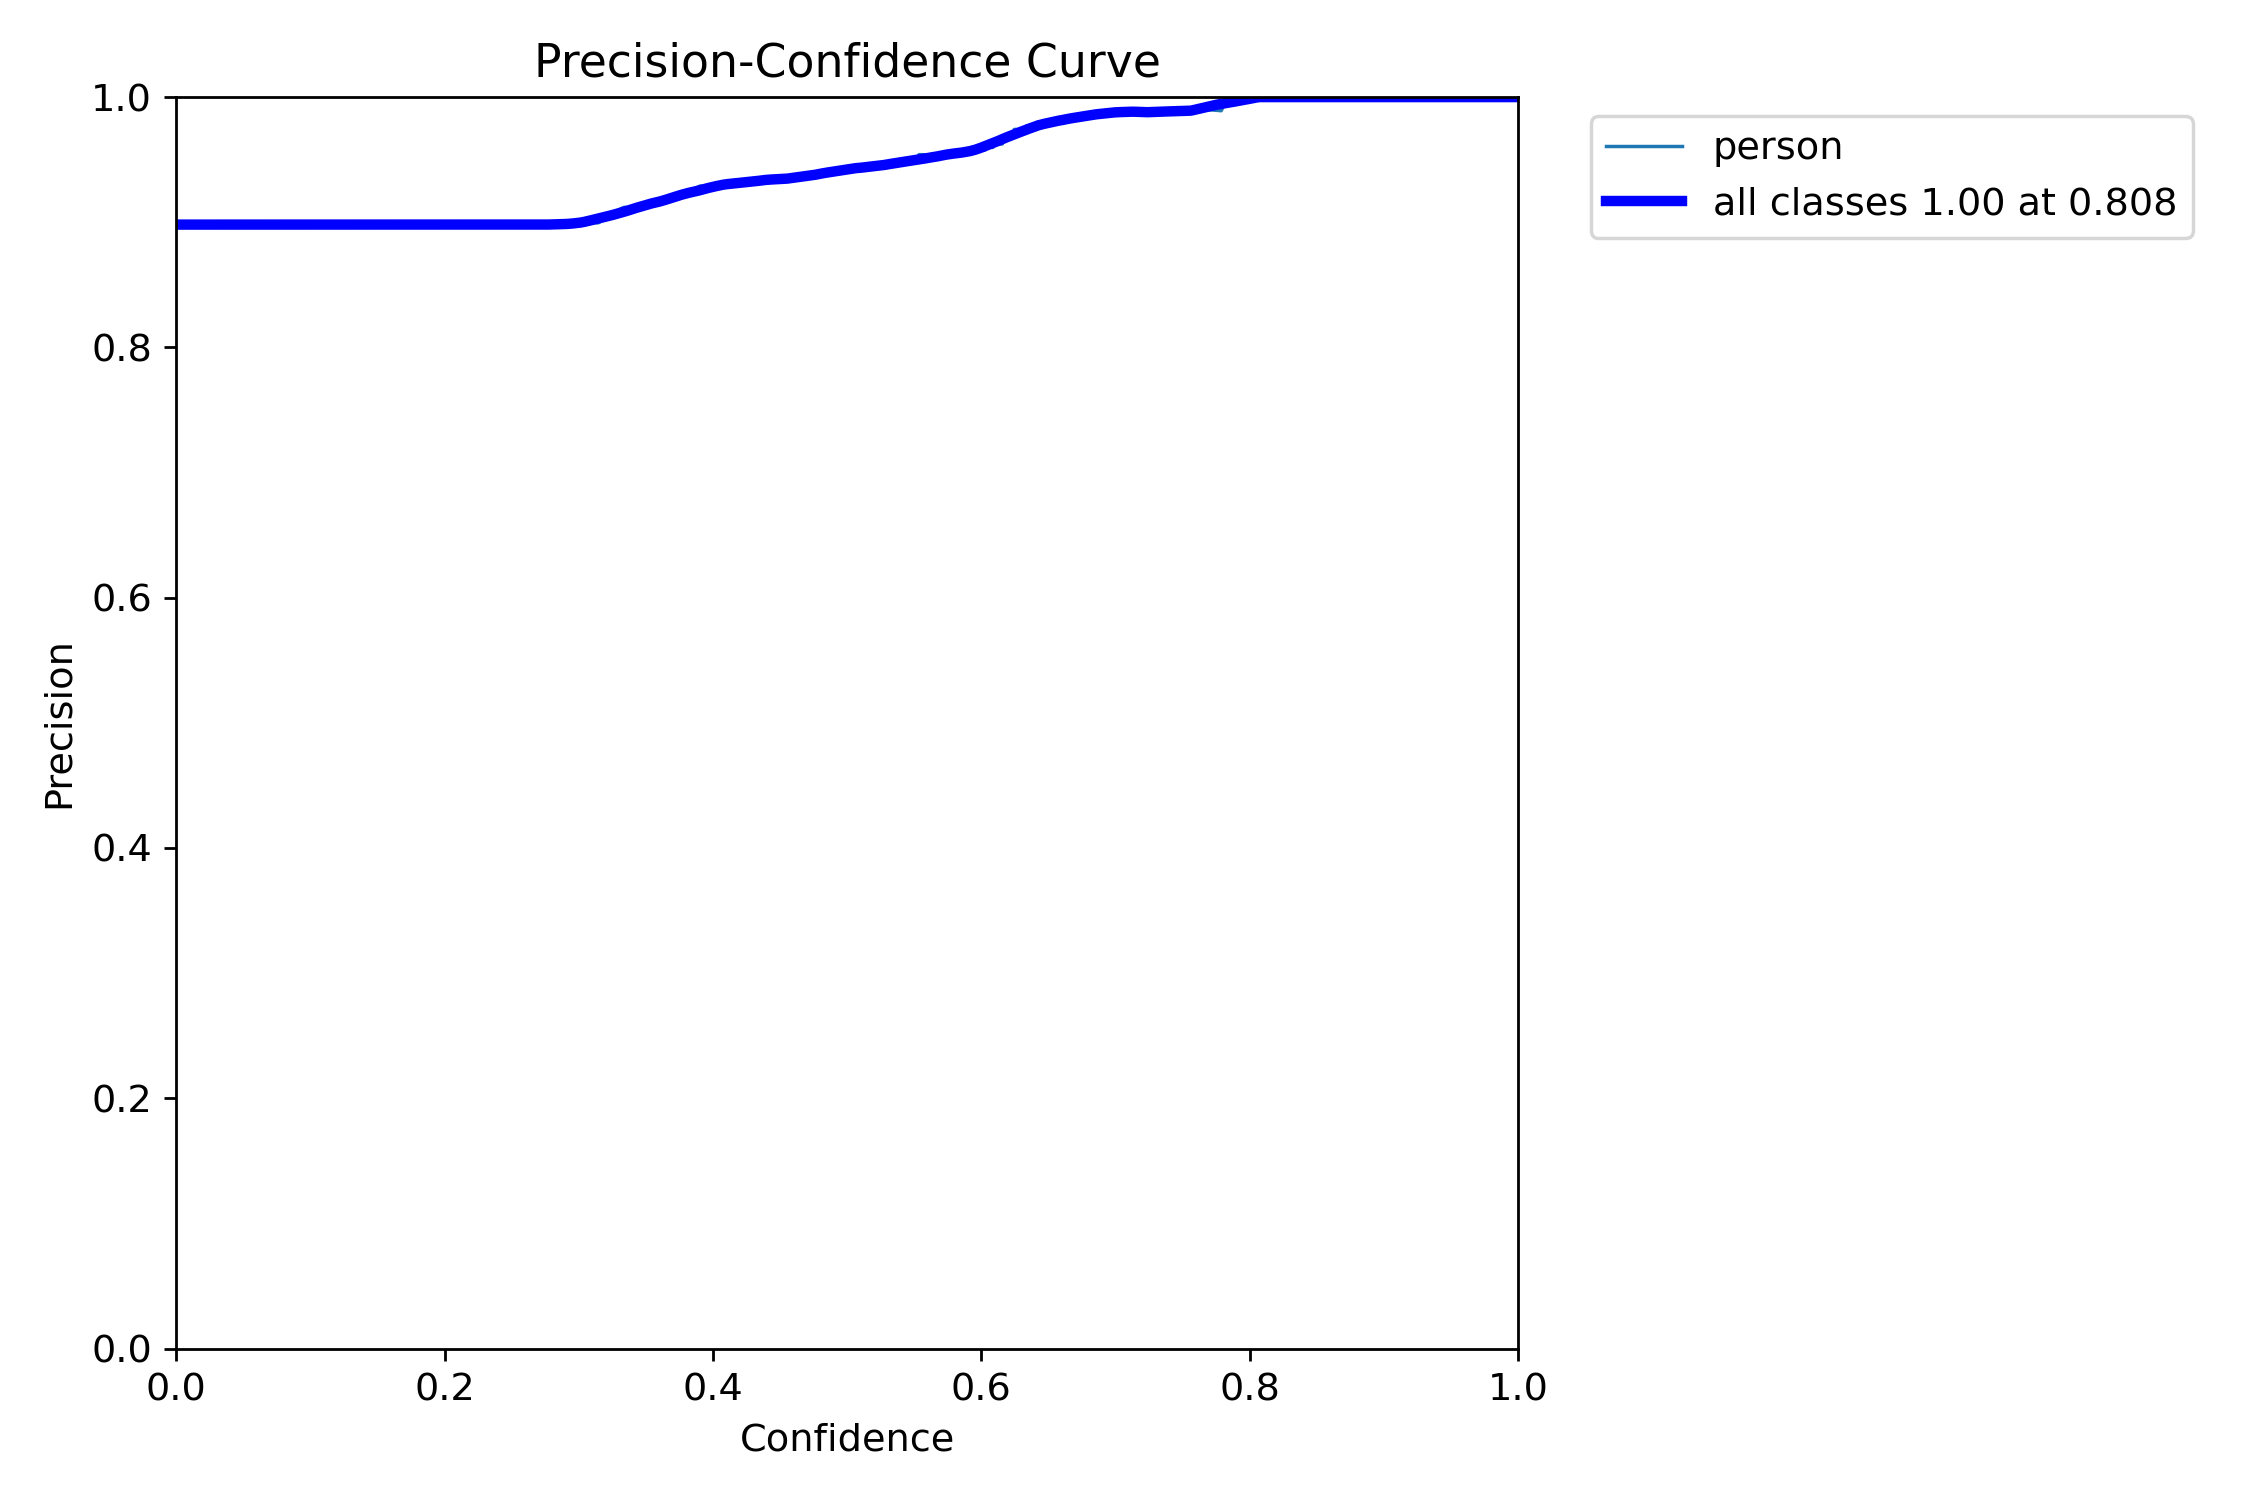 Precision-Confidence Curve
1.0
0.8
0.6
0.4
0.2
0.0
Precision
0.0 0.2 0.4 0.6 0.8 1.0
Confidence
person
all classes 1.00 at 0.808